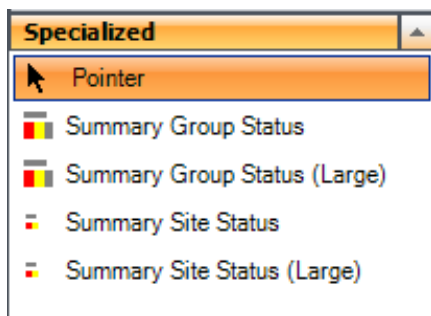 Specialized
Pointer
Summary Group Status
Summary Group Status (Large)
Summary Site Status
Summary Site Status (Large)